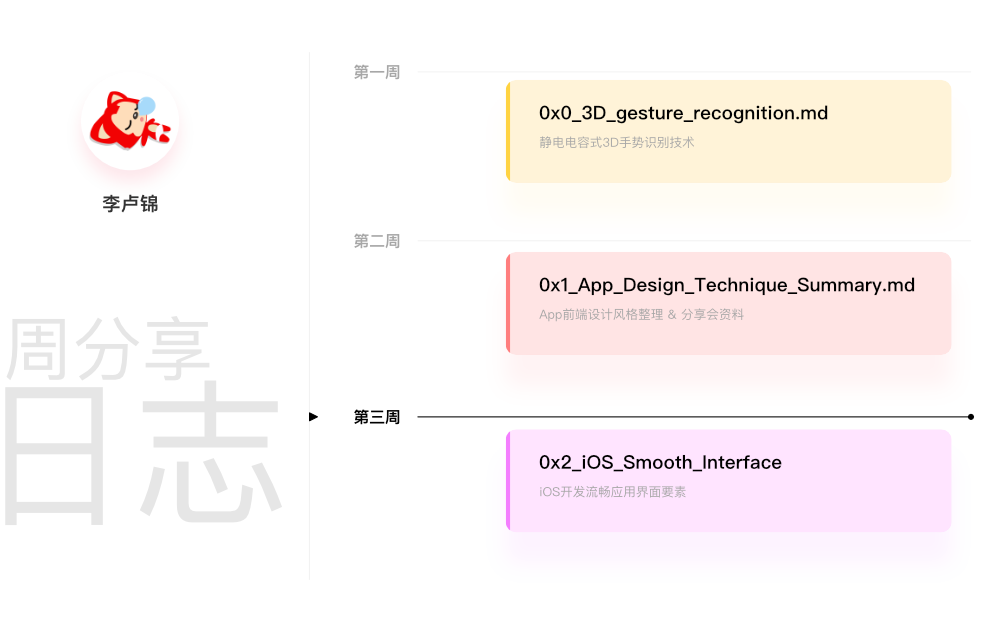 李卢锦
周分享
日志
第一周
0x0_3D_gesture_recognition.md
静电电容式3D手势识别技术
第二周
0x1_App_Design_Technique_Summary.md
App前端设计风格整理 & 分享会资料
第三周
0x2_iOS_Smooth_Interface
iOS开发流畅应用界面要素